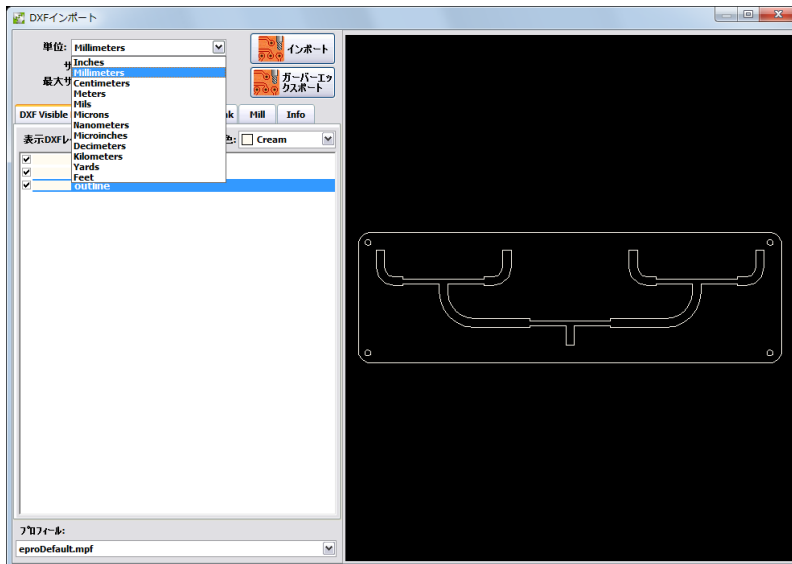 DXFインポート
単位: Millimeters
インポート
サ
最大サ
ガーバーエッ
クスポート
Inches
Millimeters
Centimeters
Meters
Mils
Microns
Nanometers
Microinches
Decimeters
Kilometers
Yards
Feet
DXF Visible
k Mill Info
表示DXFレ
色: Cream
outline
プロフィール:
eproDefault.mpf